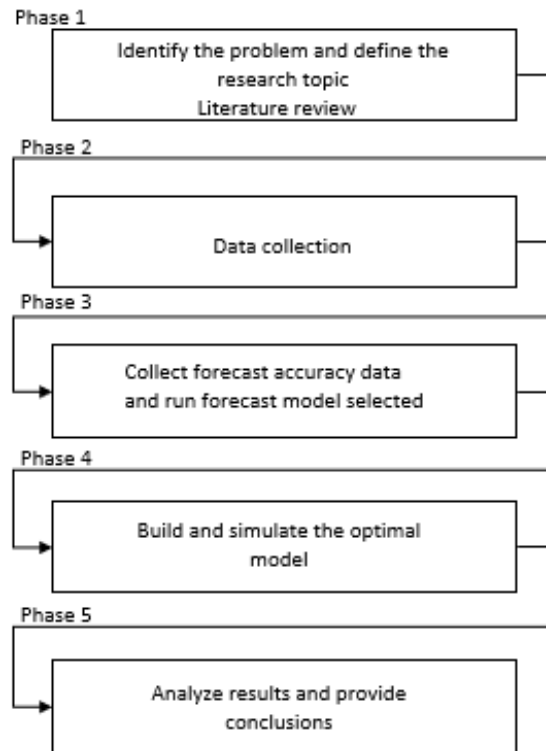 Phase 1
Identify the problem and define the
research topic
Literature review
Phase 2
Data collection
Phase 3
Collect forecast accuracy data
and run forecast model selected
Phase 4
Build and simulate the optimal
model
Phase 5
Analyze results and provide
conclusions